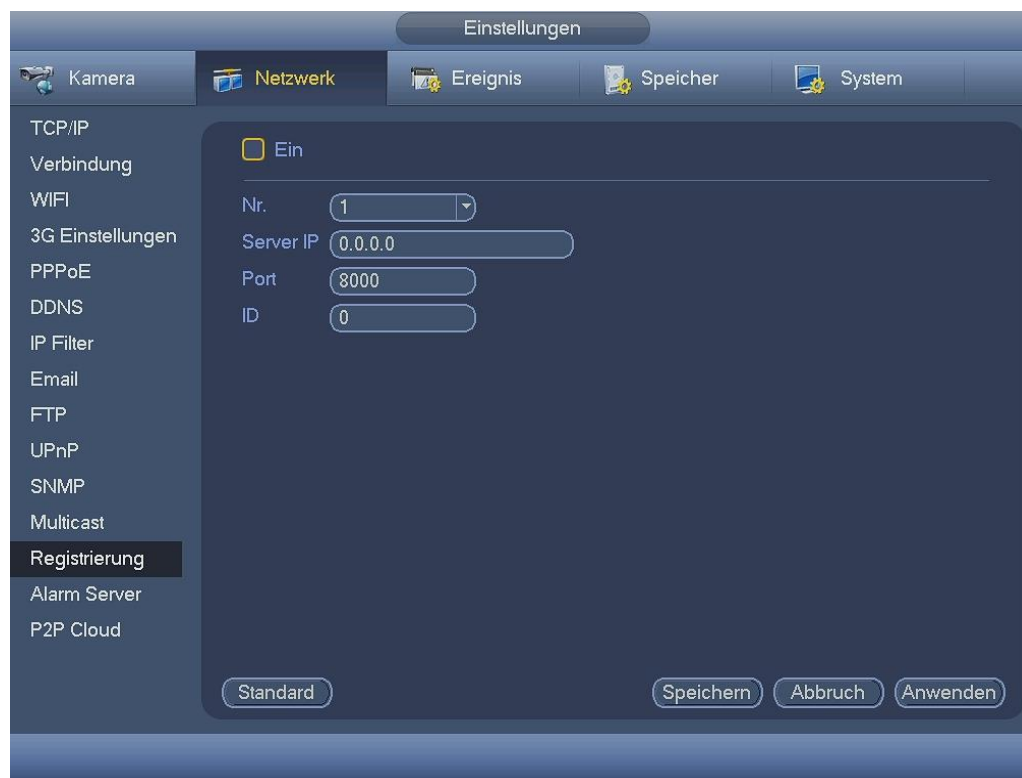 Einstellungen
Kamera Netzwerk Ereignis Speicher System
TCP/IP
Verbindung
WIFI
3G Einstellungen
PPPoE
DDNS
IP Filter
Email
FTP
UPnP
SNMP
Multicast
Registrierung
Alarm Server
P2P Cloud
Ein
Nr. 1
Server IP 0.0.0.0
Port 8000
ID 0
Standard Speichern Abbruch Anwenden